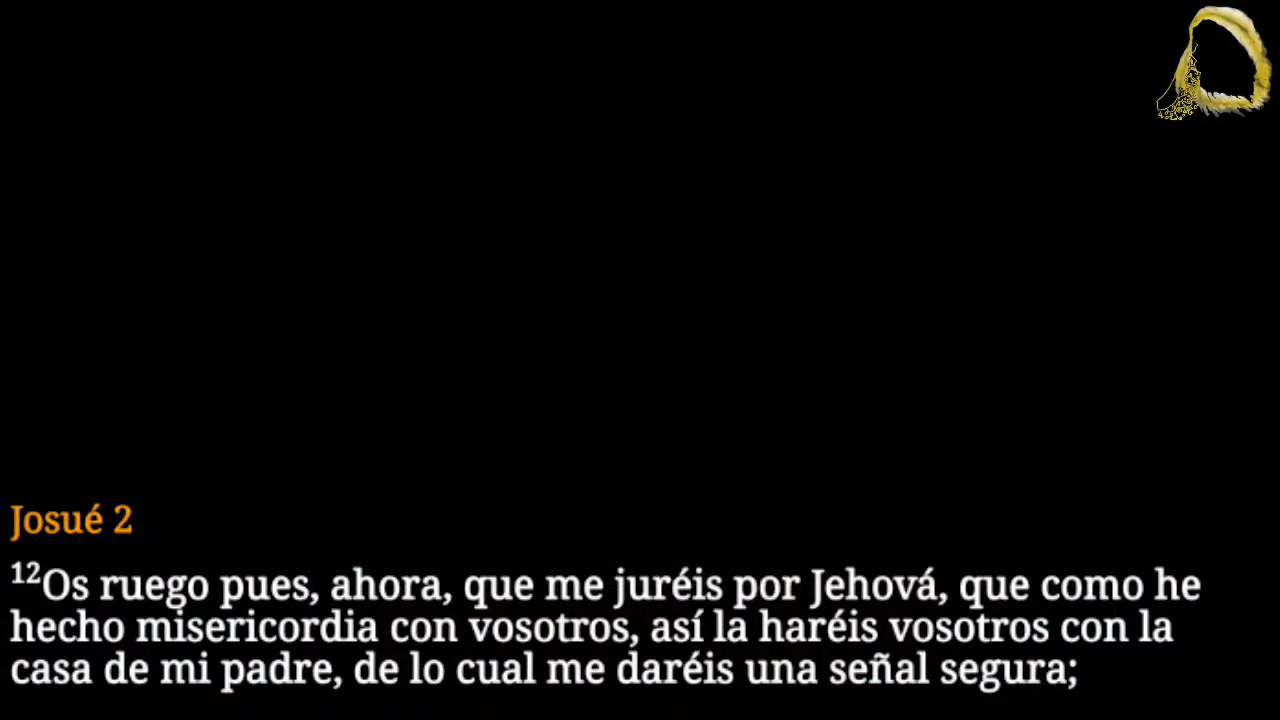 Josué 2
12Os ruego pues, ahora, que me juréis por Jehová, que como he
hecho misericordia con vosotros, así la haréis vosotros con la
casa de mi padre, de lo cual me daréis una señal segura;